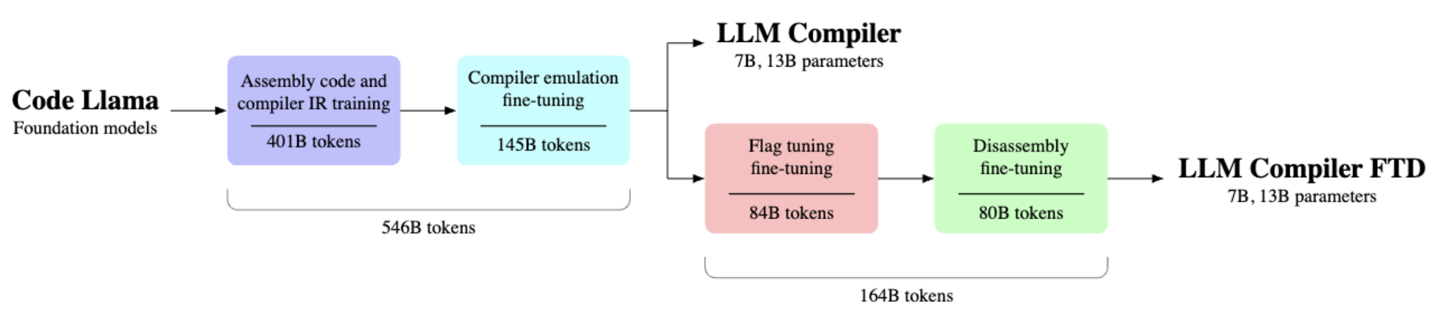 Code Llama
Foundation models
Assembly code and
compiler IR training
401B tokens
Compiler emulation
fine-tuning
145B tokens
546B tokens
LLM Compiler
7B, 13B parameters
Flag tuning
fine-tuning
84B tokens
Disassembly
fine-tuning
80B tokens
164B tokens
LLM Compiler FTD
7B, 13B parameters